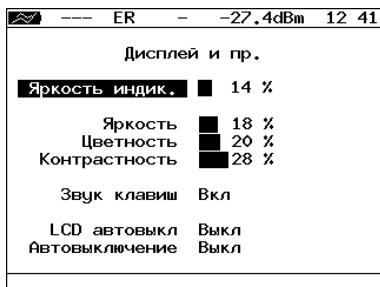 --- ER - -27.4dBm 12 41
Дисплей и пр.
Яркость индик. 14 %
Яркость 18 %
Цветность 20 %
Контрастность 28 %
Звук клавиш Вкл
LCD автовыкл Выкл
Автовыключение Выкл